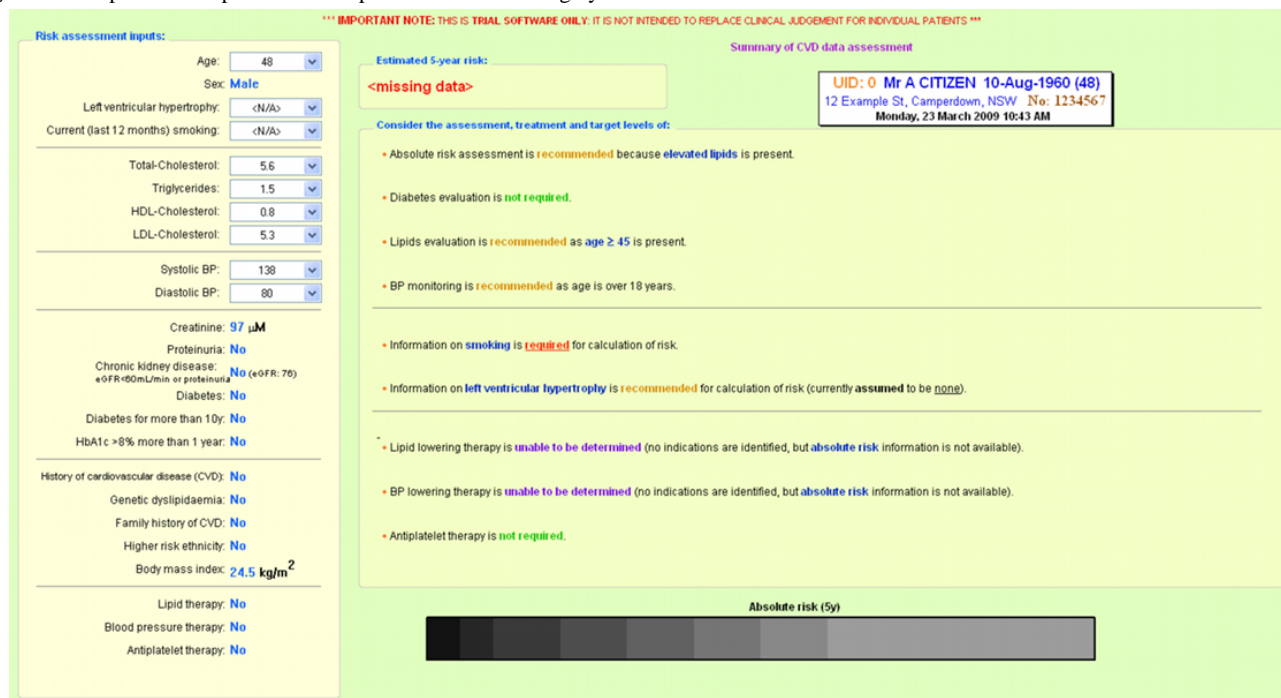 *** IMPORTANT NOTE: THIS IS TRIAL SOFTWARE ONLY: IT IS NOT INTENDED TO REPLACE CLINICAL JUDGEMENT FOR INDIVIDUAL PATIENTS ***
Risk assessment inputs:
Age: 48
Sex: Male
Left ventricular hypertrophy: <N/A>
Current (last 12 months) smoking: <N/A>
Total-Cholesterol: 5.6
Triglycerides: 1.5
HDL-Cholesterol: 0.8
LDL-Cholesterol: 5.3
Systolic BP: 138
Diastolic BP: 80
Creatinine: 97 µM
Proteinuria: No
Chronic kidney disease:
eGFR<60mL/min or proteinuria No (eGFR: 76)
Diabetes: No
Diabetes for more than 10y: No
HbA1c >8% more than 1 year: No
History of cardiovascular disease (CVD): No
Genetic dyslipidaemia: No
Family history of CVD: No
Higher risk ethnicity: No
Body mass index: 24.5 kg/m²
Lipid therapy: No
Blood pressure therapy: No
Antiplatelet therapy: No
Summary of CVD data assessment
Estimated 5-year risk:
<missing data>
UID: 0 Mr A CITIZEN 10-Aug-1960 (48)
12 Example St, Camperdown, NSW No: 1234567
Monday, 23 March 2009 10:43 AM
Consider the assessment, treatment and target levels of:
• Absolute risk assessment is recommended because elevated lipids is present.
• Diabetes evaluation is not required.
• Lipids evaluation is recommended as age ≥ 45 is present.
• BP monitoring is recommended as age is over 18 years.
• Information on smoking is required for calculation of risk.
• Information on left ventricular hypertrophy is recommended for calculation of risk (currently assumed to be none).
• Lipid lowering therapy is unable to be determined (no indications are identified, but absolute risk information is not available).
• BP lowering therapy is unable to be determined (no indications are identified, but absolute risk information is not available).
• Antiplatelet therapy is not required.
Absolute risk (5y)